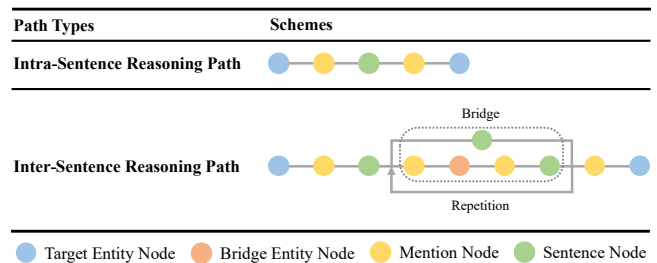 Path Types Schemes
Intra-Sentence Reasoning Path
Bridge
Inter-Sentence Reasoning Path
Repetition
Target Entity Node Bridge Entity Node Mention Node Sentence Node